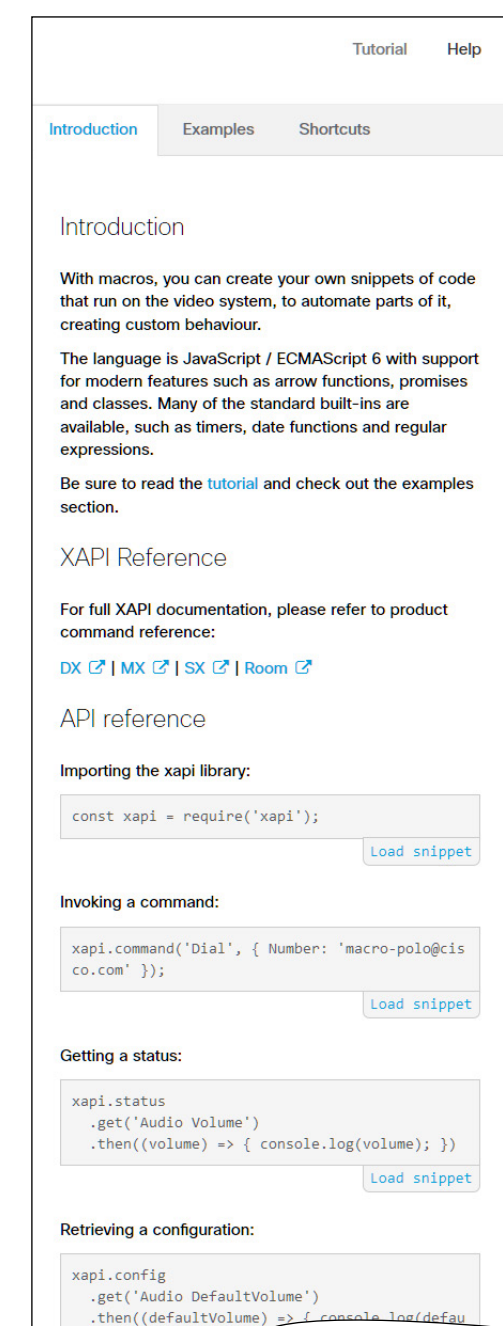 Tutorial Help
Introduction Examples Shortcuts
Introduction
With macros, you can create your own snippets of code
that run on the video system, to automate parts of it,
creating custom behaviour.
The language is JavaScript / ECMAScript 6 with support
for modern features such as arrow functions, promises
and classes. Many of the standard built-ins are
available, such as timers, date functions and regular
expressions.
Be sure to read the tutorial and check out the examples
section.
XAPI Reference
For full XAPI documentation, please refer to product
command reference:
DX | MX | SX | Room
API reference
Importing the xapi library:
const xapi = require('xapi');
Load snippet
Invoking a command:
xapi.command('Dial', { Number: 'macro-polo@cis
co.com' });
Load snippet
Getting a status:
xapi.status
.get('Audio Volume')
.then((volume) => { console.log(volume); })
Load snippet
Retrieving a configuration:
xapi.config
.get('Audio DefaultVolume')
.then((defaultVolume) => { console.log(defau